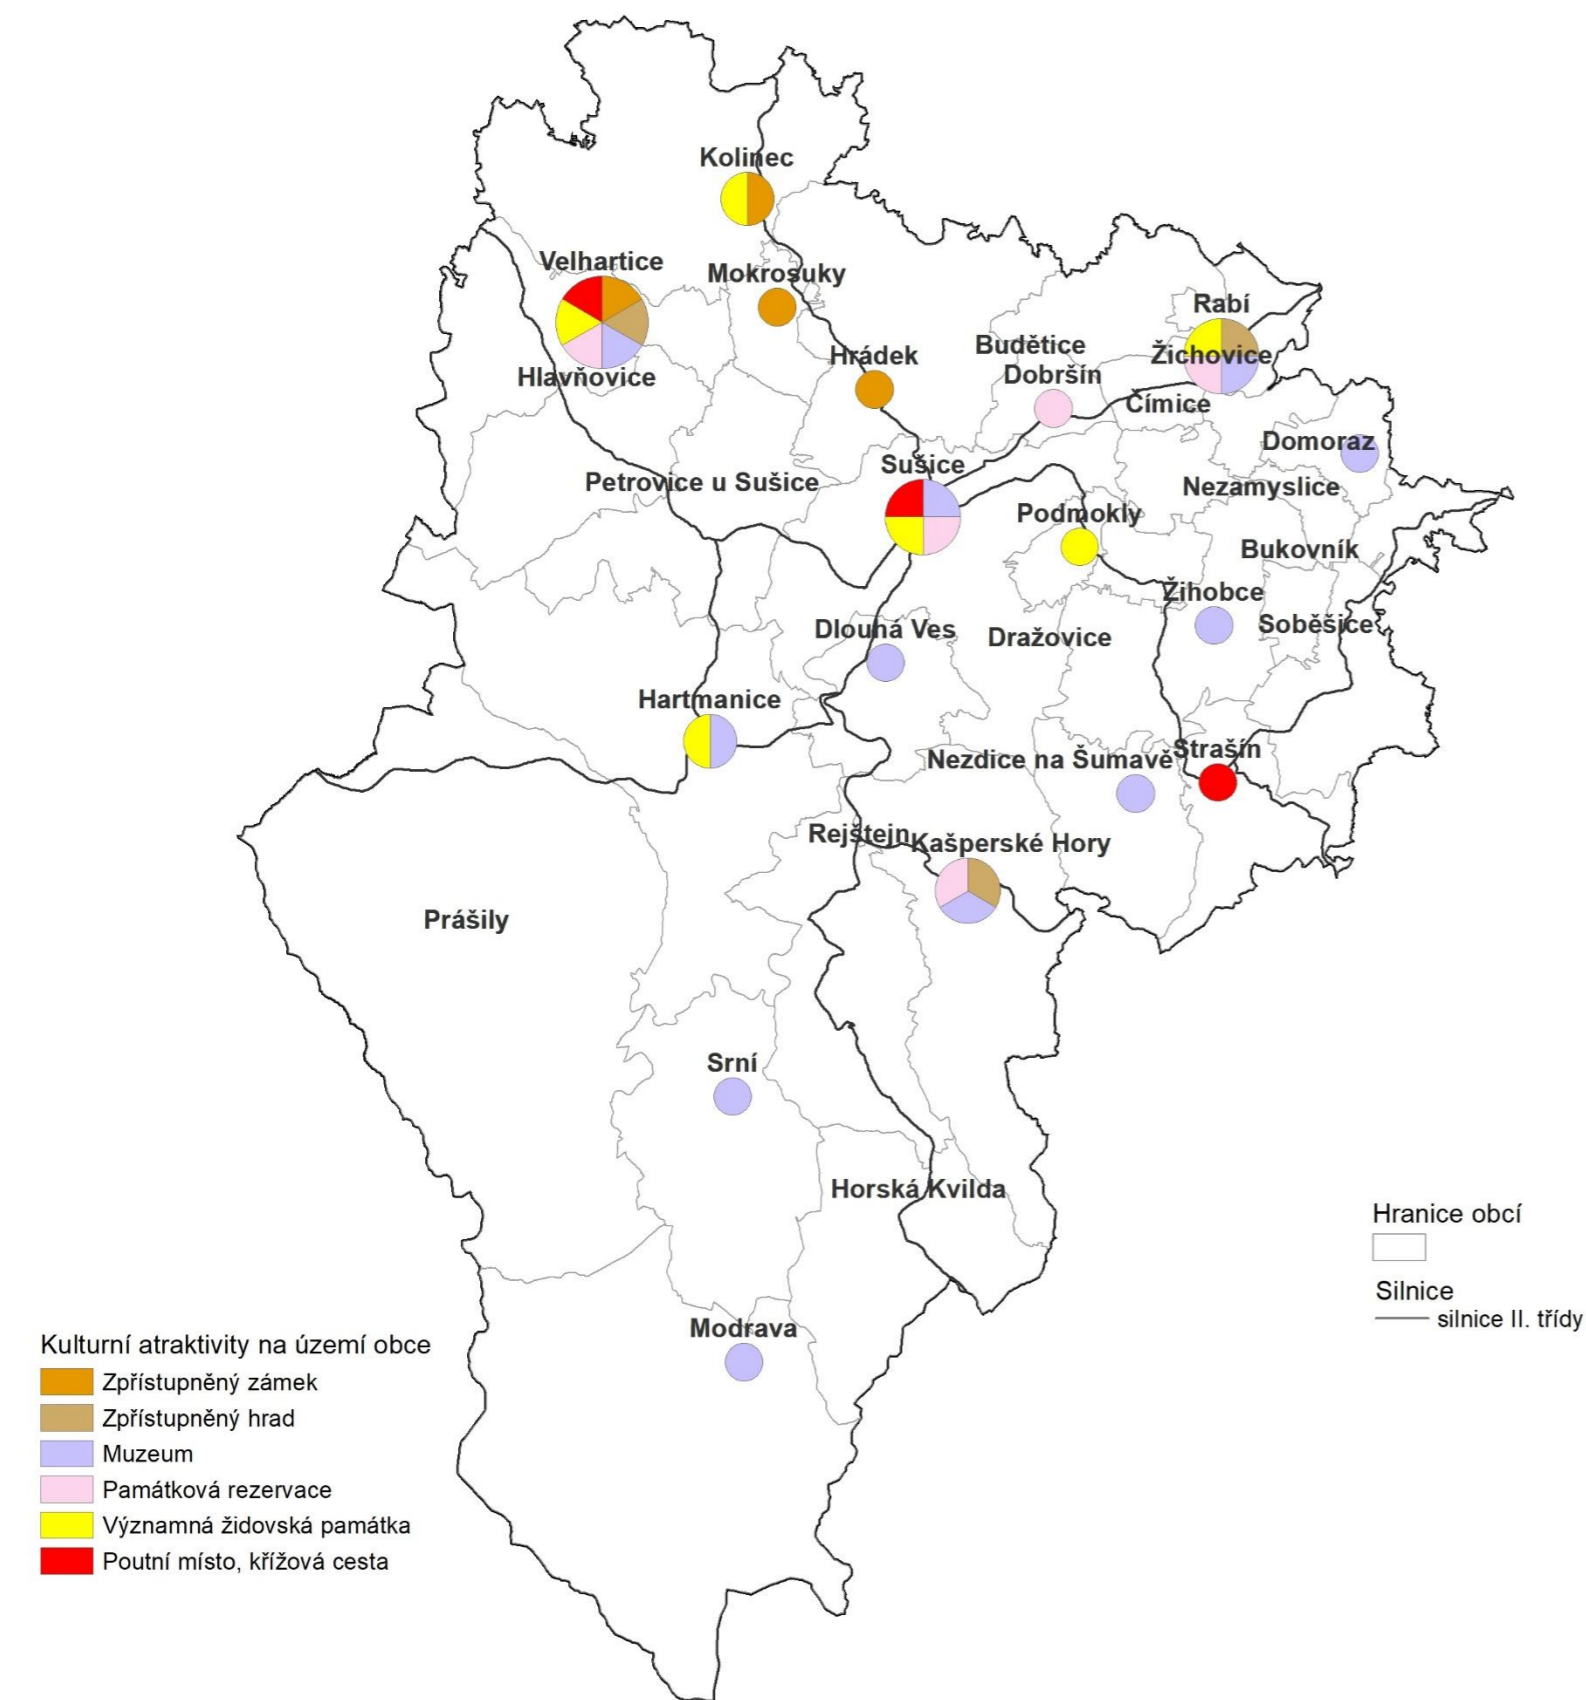 Kolinec
Velhartice
Mokrosuky
Rabí
Budětice
Hrádek
Žichovice
Dobršín
Hlavňovice
Čímice
Domoraz
Sušice
Petrovice u Sušice
Nezamyslice
Podmokly
Bukovník
Žihobce
Soběšice
Dlouhá Ves
Dražovice
Hartmanice
Strašín
Nezdice na Šumavě
Rejštejn
Kašperské Hory
Prášily
Srní
Horská Kvilda
Modrava
Hranice obcí
Silnice
silnice II. třídy
Kulturní atraktivity na území obce
Zpřístupněný zámek
Zpřístupněný hrad
Muzeum
Památková rezervace
Významná židovská památka
Poutní místo, křížová cesta